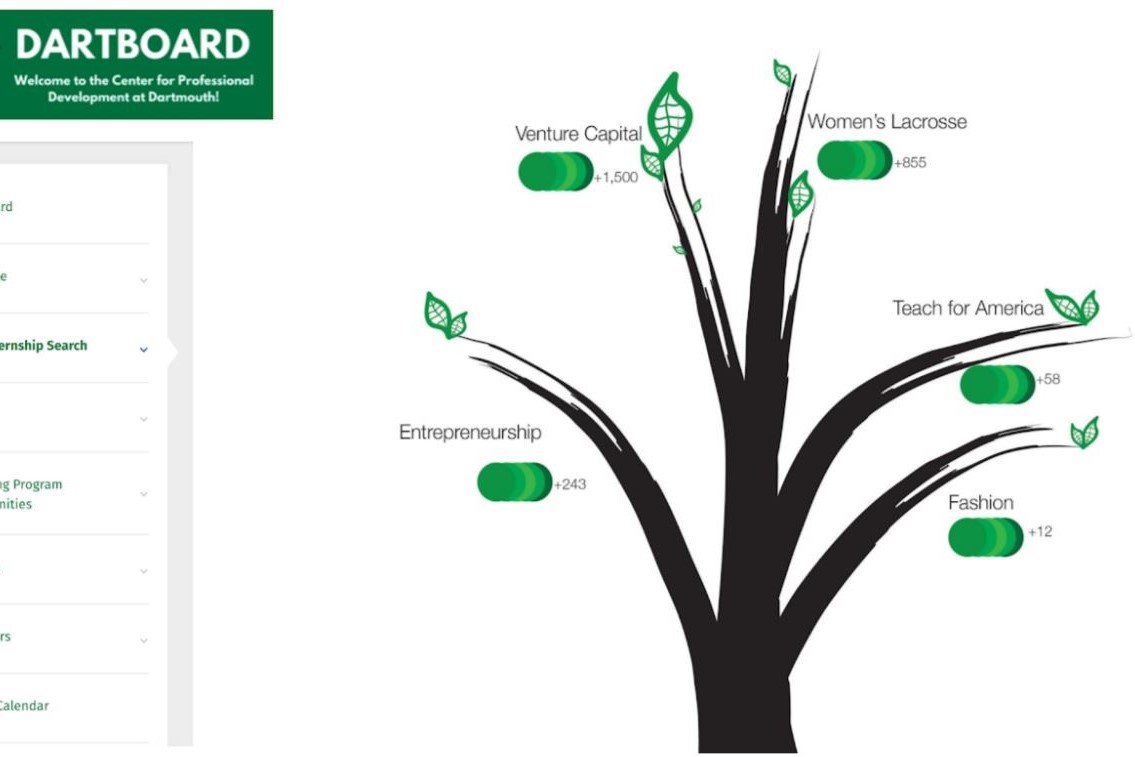 DARTBOARD
Welcome to the Center for Professional
Development at Dartmouth!
rd
e
ernship Search
ng Program
nities
rs
Calendar
Venture Capital
+1,500
Women's Lacrosse
+855
Teach for America
+58
Entrepreneurship
+243
Fashion
+12